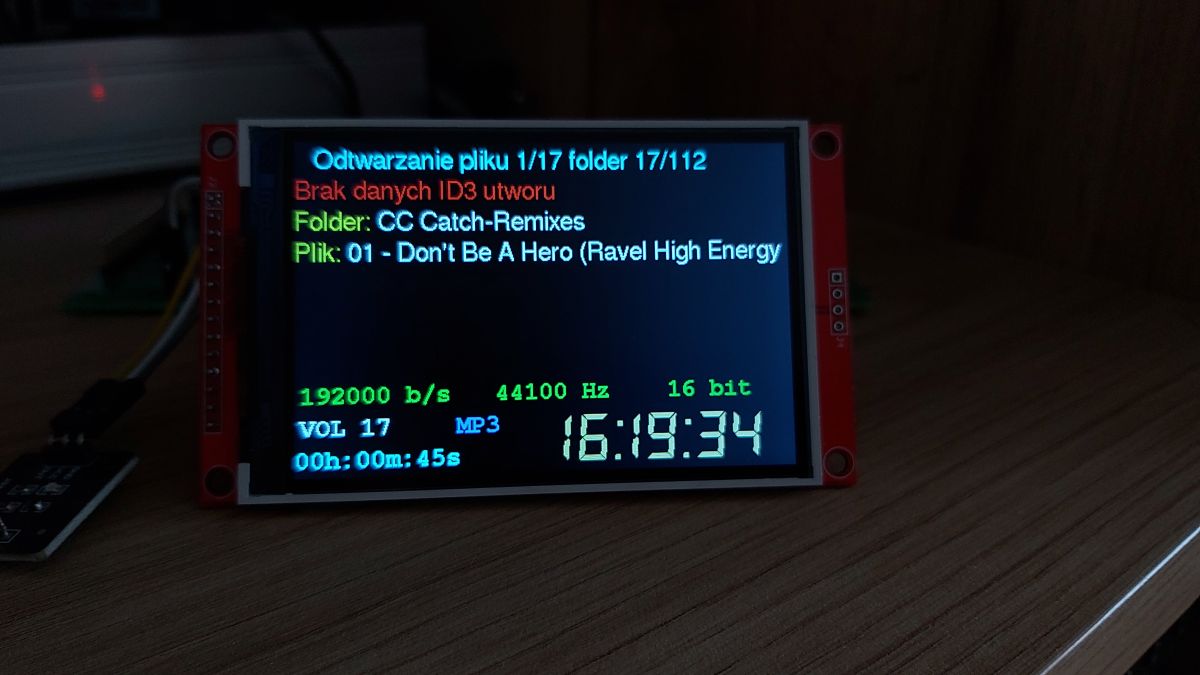 Odtwarzanie pliku 1/17 folder 17/112
Brak danych ID3 utworu
Folder: CC Catch-Remixes
Plik: 01 - Don't Be A Hero (Ravel High Energy
192000 b/s 44100 Hz 16 bit
VOL 17 MP3 16:19:34
00h:00m:45s